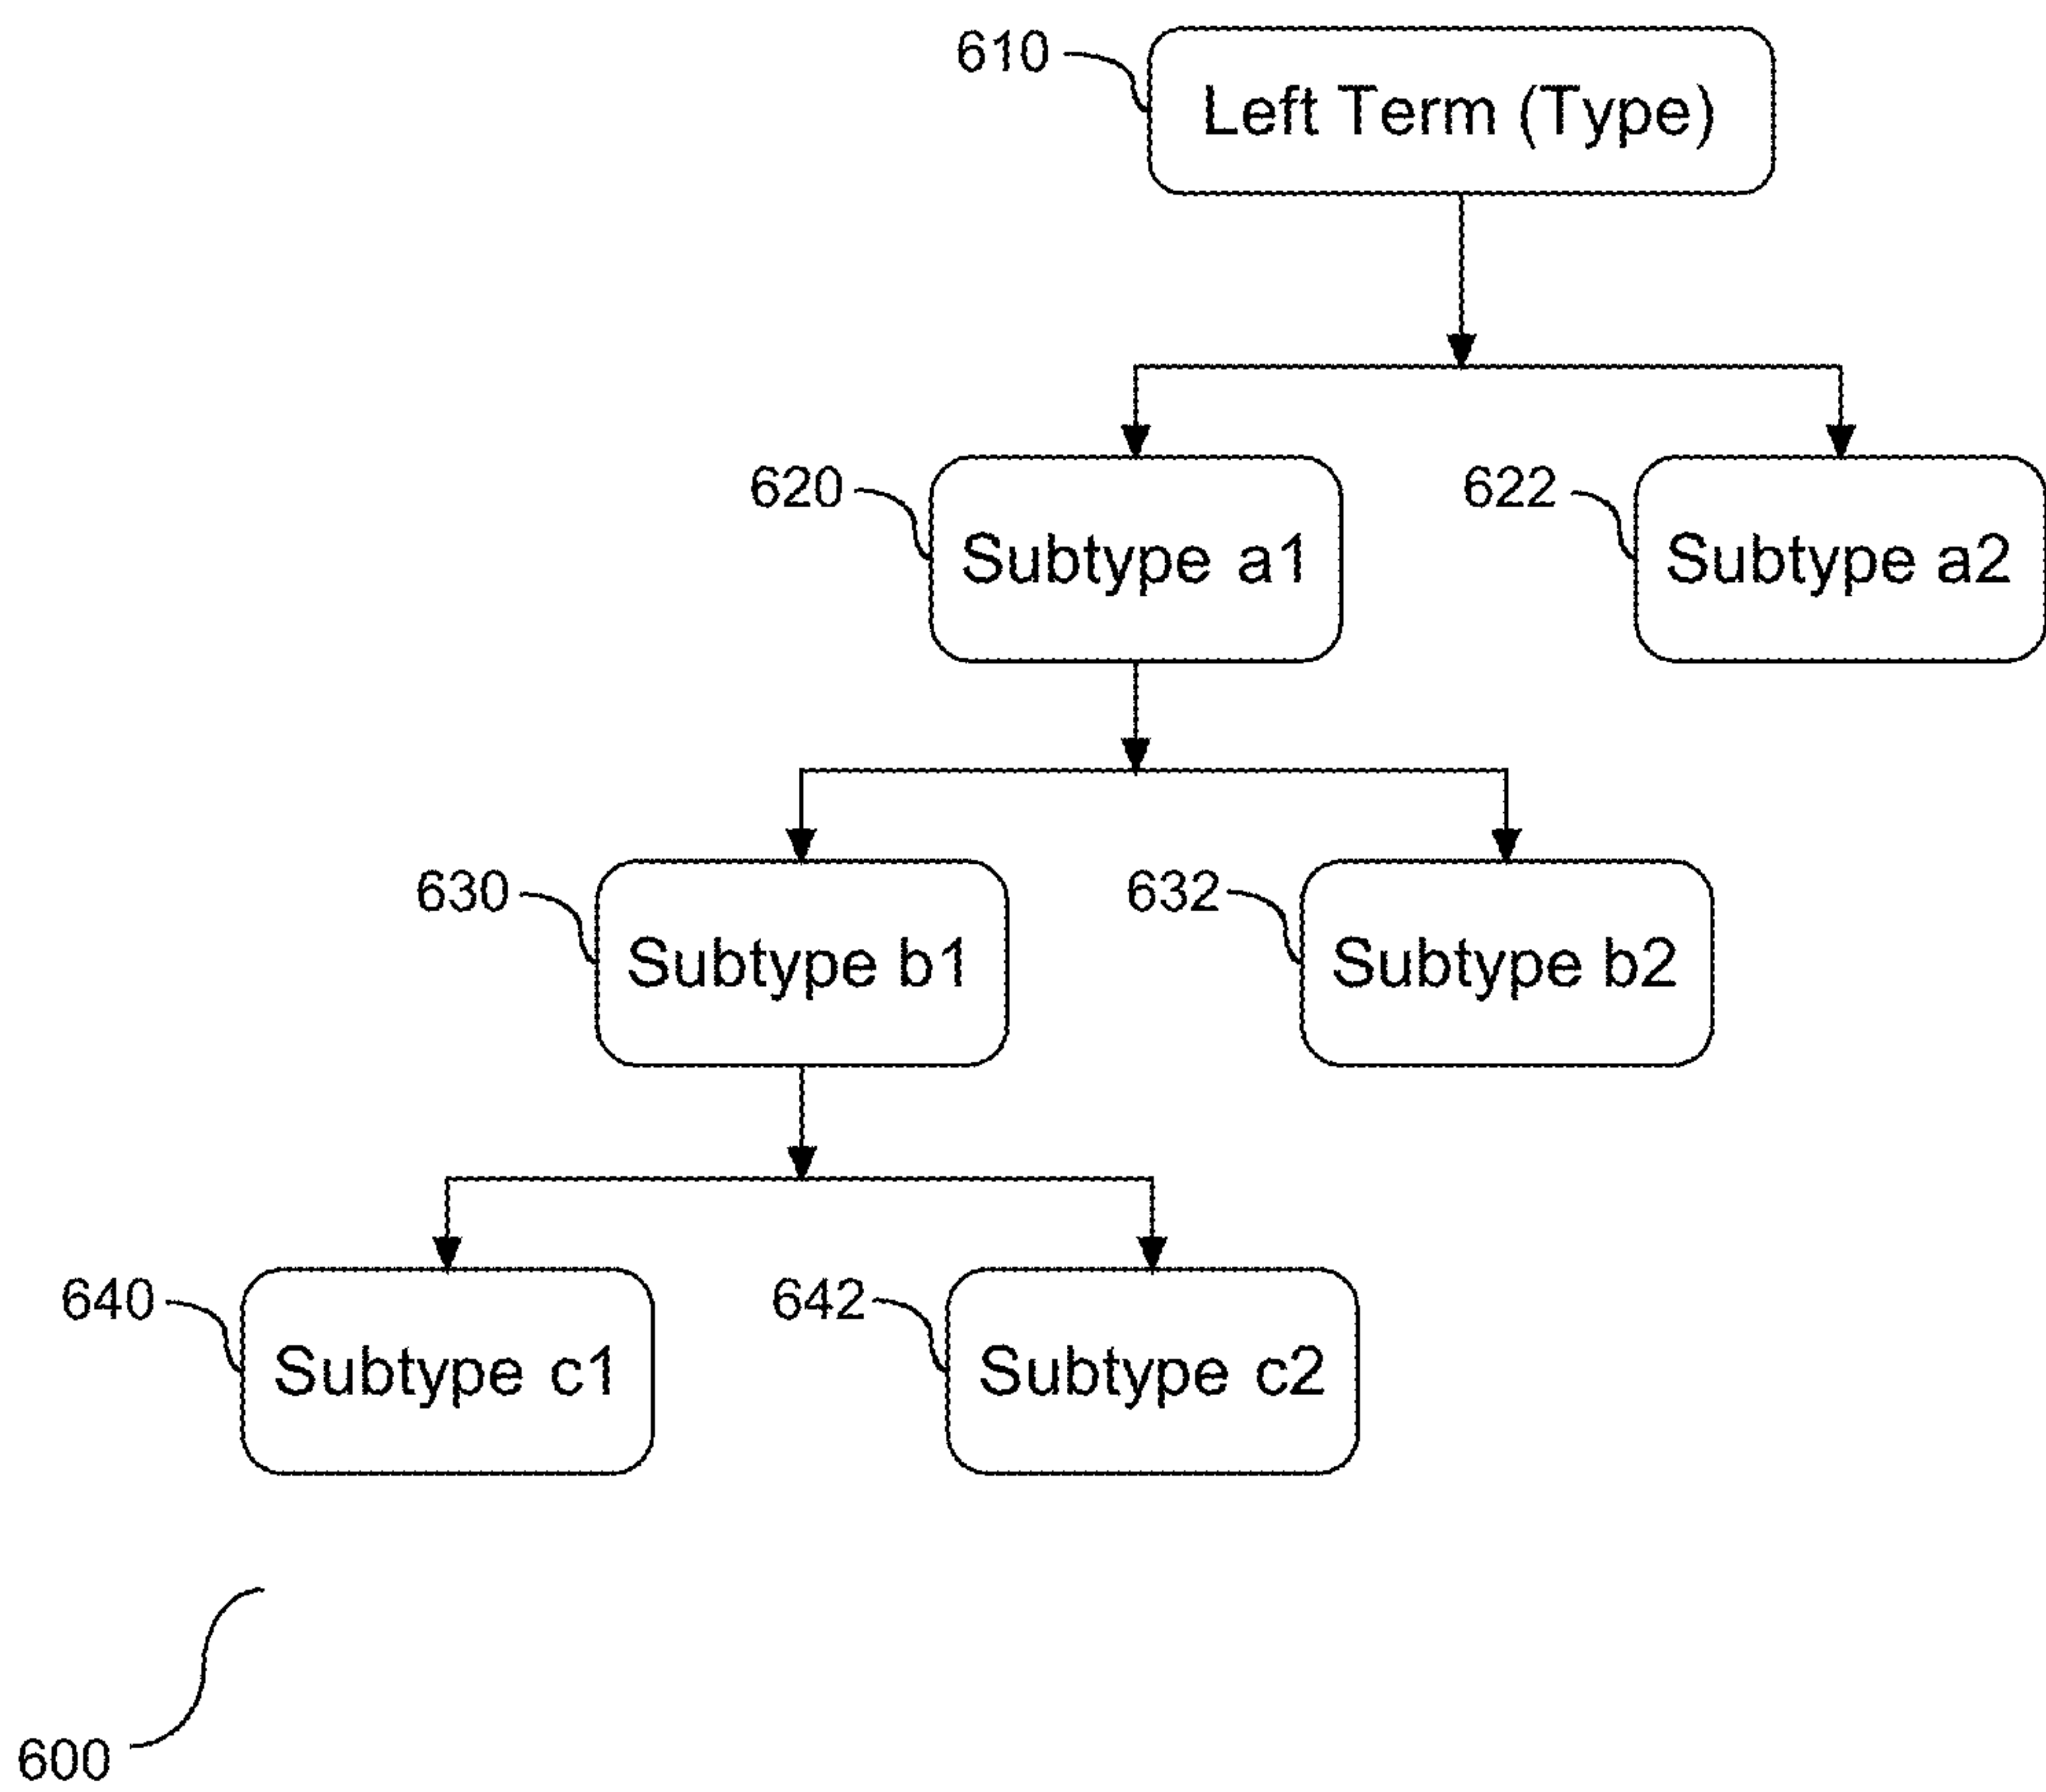 610
Left Term (Type)
620
Subtype a1
622
Subtype a2
630
Subtype b1
632
Subtype b2
640
Subtype c1
642
Subtype c2
600